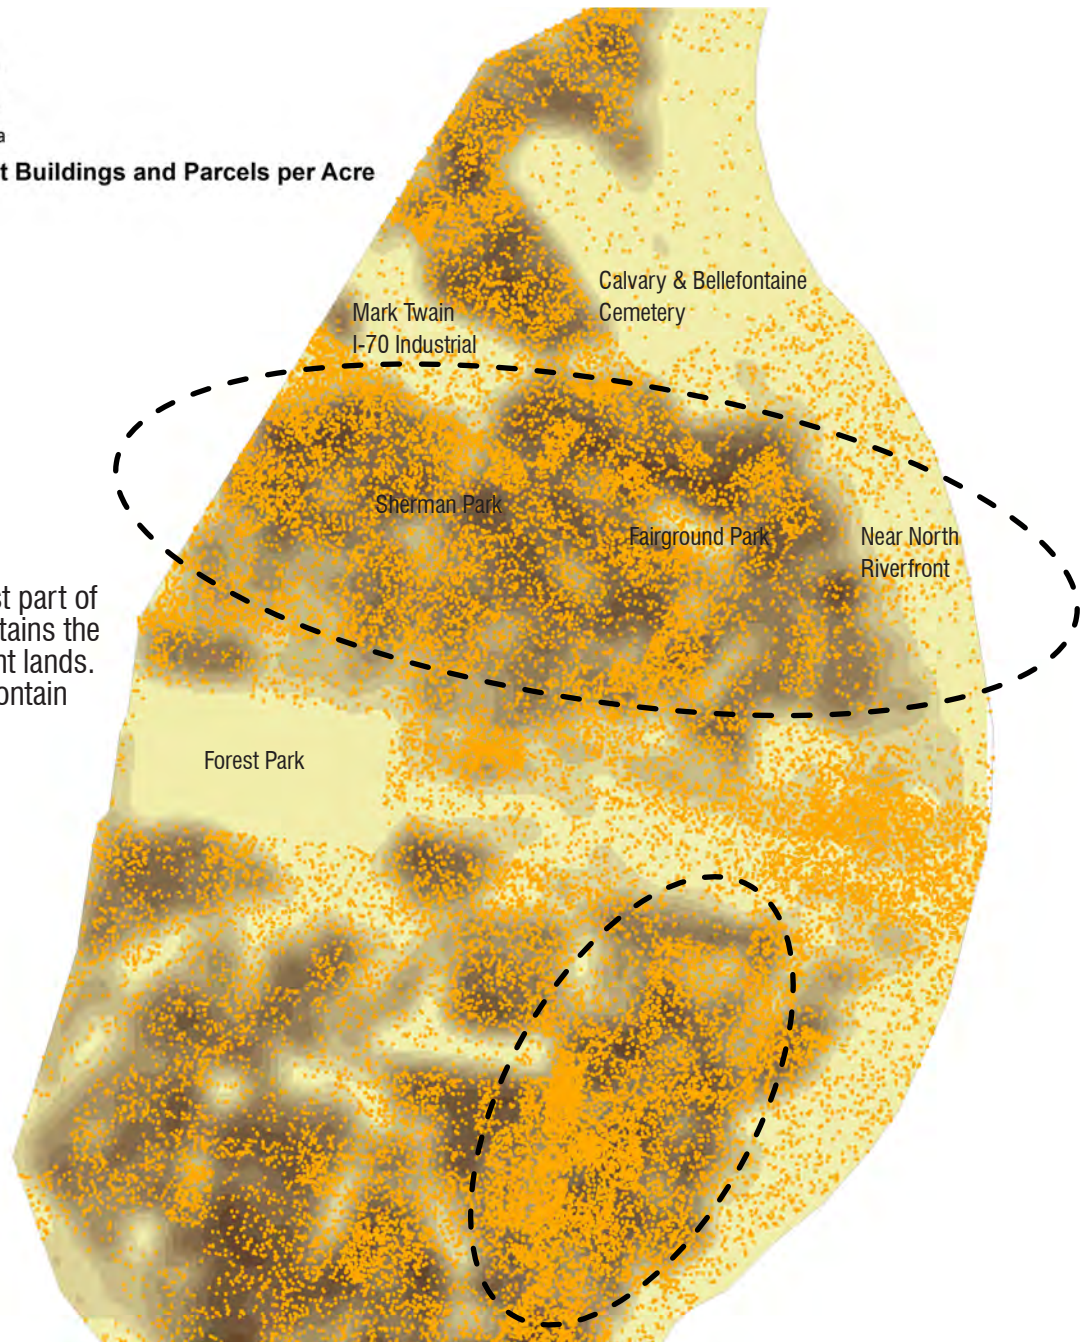 a
t Buildings and Parcels per Acre
Calvary & Bellefontaine
Cemetery
Mark Twain
I-70 Industrial
Sherman Park
Fairground Park
Near North
Riverfront
st part of
tains the
nt lands.
ontain
Forest Park